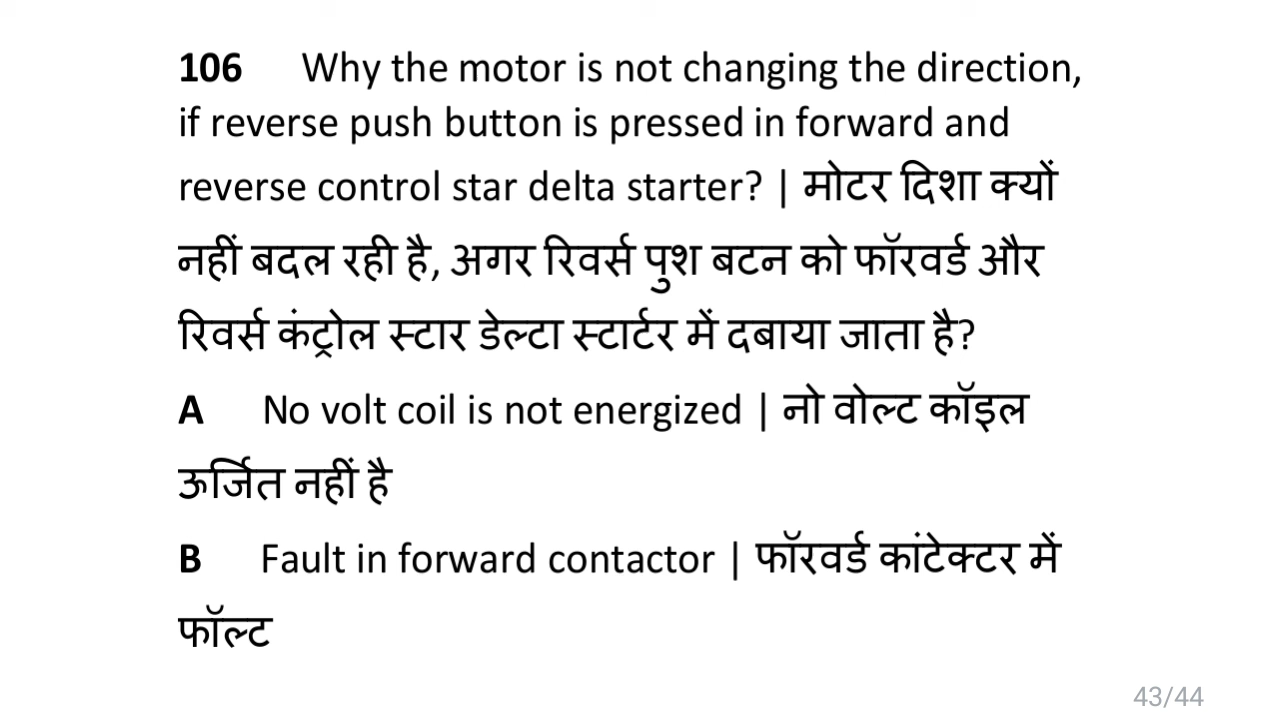 106 Why the motor is not changing the direction,
if reverse push button is pressed in forward and
reverse control star delta starter? | मोटर दिशा क्यों
नहीं बदल रही है, अगर रिवर्स पुश बटन को फॉरवर्ड और
रिवर्स कंट्रोल स्टार डेल्टा स्टार्टर में दबाया जाता है?
A No volt coil is not energized | नो वोल्ट कॉइल
ऊर्जित नहीं है
B Fault in forward contactor | फॉरवर्ड कांटेक्टर में
फॉल्ट
43/44